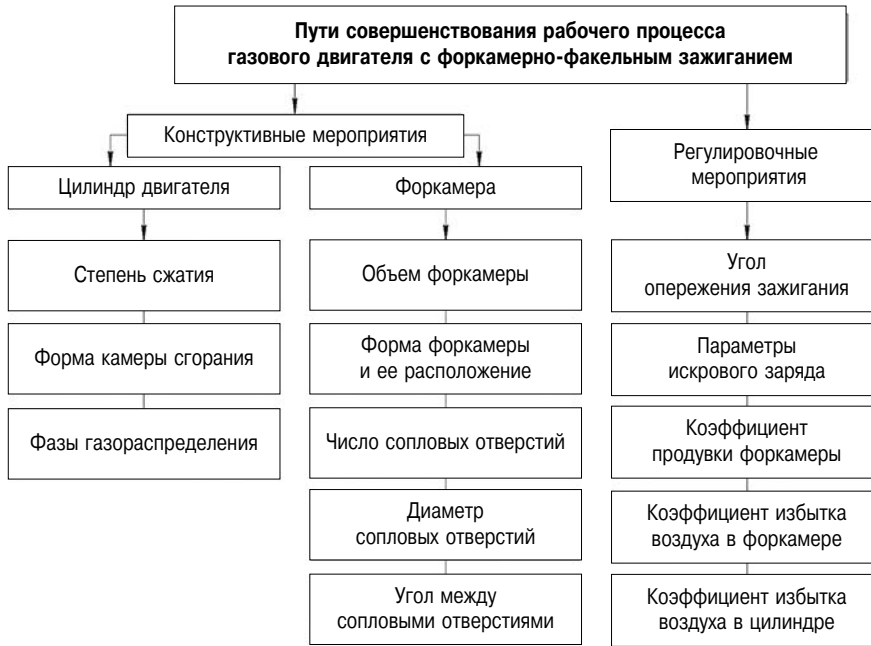 Пути совершенствования рабочего процесса
газового двигателя с форкамерно-факельным зажиганием
Конструктивные мероприятия
Регулировочные
мероприятия
Цилиндр двигателя
Форкамера
Степень сжатия
Объем форкамеры
Угол
опережения зажигания
Форма камеры сгорания
Форма форкамеры
и ее расположение
Параметры
искрового заряда
Фазы газораспределения
Число сопловых отверстий
Коэффициент
продувки форкамеры
Диаметр
сопловых отверстий
Коэффициент избытка
воздуха в форкамере
Угол между
сопловыми отверстиями
Коэффициент избытка
воздуха в цилиндре